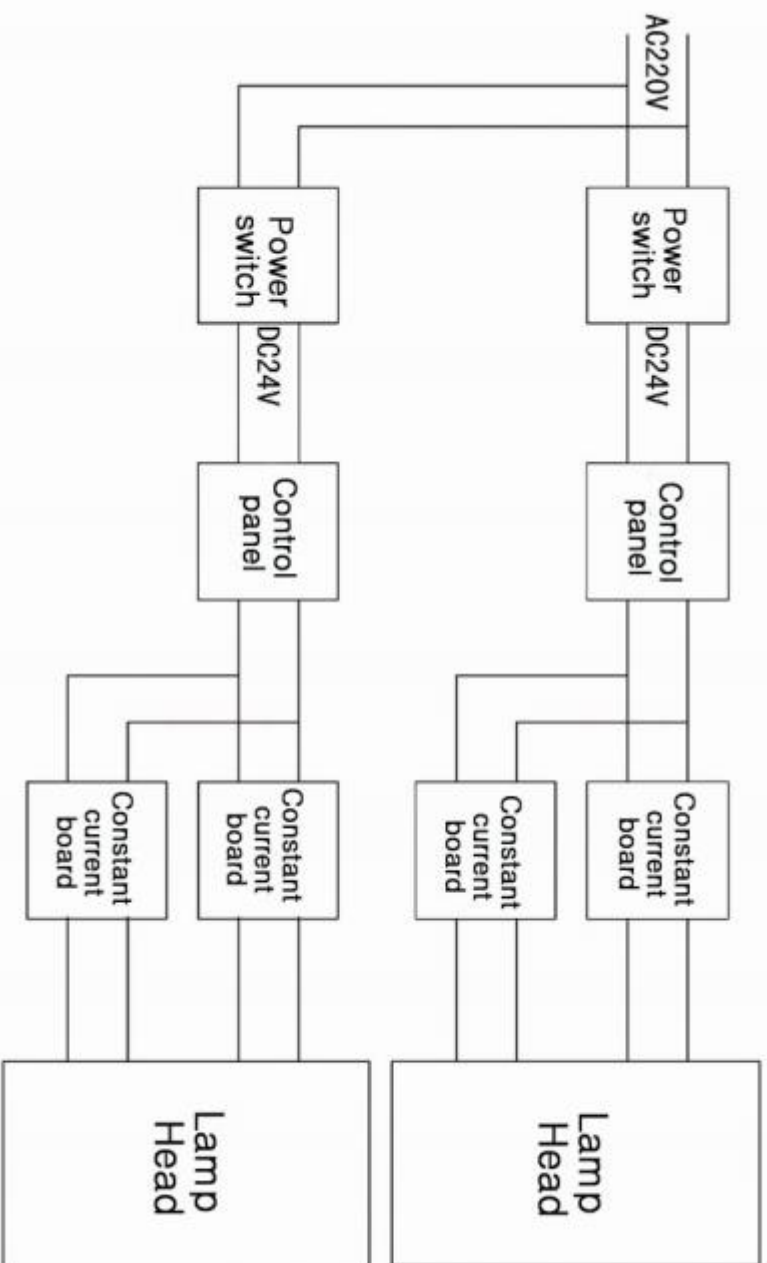 AC220V
Power
switch
DC24V
Control
panel
Constant
current
board
Constant
current
board
Lamp
Head
Power
switch
DC24V
Control
panel
Constant
current
board
Constant
current
board
Lamp
Head